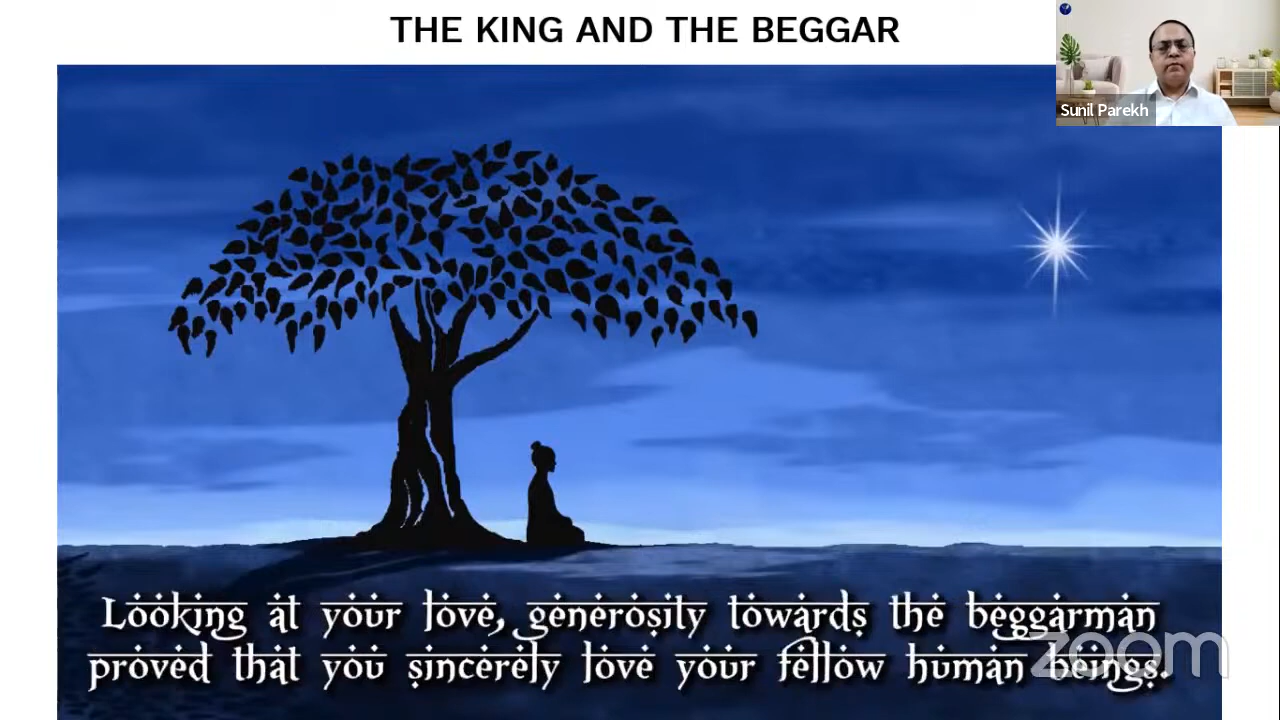 THE KING AND THE BEGGAR
Sunil Parekh
Looking at your love, generosity towards the beggarman
proved that you sincerely love your fellow human beings.
zoom